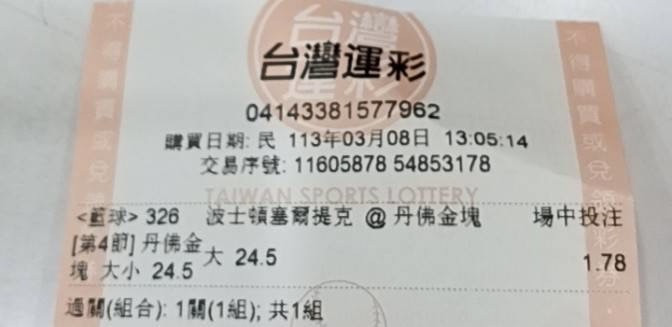 台灣運彩
04143381577962
購買日期: 民 113年03月08日 13:05:14
交易序號: 11605878 54853178
TAIWAN SPORTS LOTTERY
<籃球> 326 波士頓塞爾提克 @ 丹佛金塊 場中投注
[第4節] 丹佛金
塊 大小 24.5 大 24.5 1.78
過關(組合): 1關(1組); 共1組